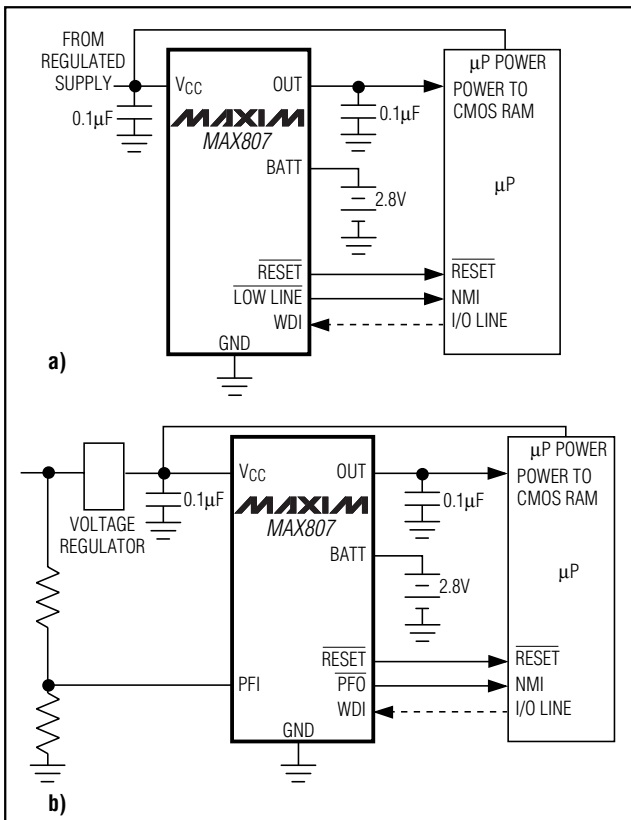 FROM
REGULATED
SUPPLY
0.1µF
VCC
OUT
MAXIM
MAX807
0.1µF
BATT
2.8V
RESET
LOW LINE
WDI
GND
µP POWER
POWER TO
CMOS RAM
µP
RESET
NMI
I/O LINE
a)
VOLTAGE
REGULATOR
0.1µF
VCC
OUT
MAXIM
MAX807
0.1µF
BATT
2.8V
RESET
PFI
PFO
WDI
GND
µP POWER
POWER TO
CMOS RAM
µP
RESET
NMI
I/O LINE
b)